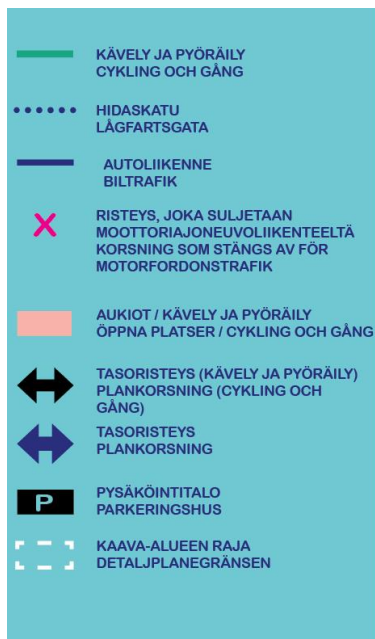 KÄVELY JA PYÖRÄILY
CYKLING OCH GÅNG
HIDASKATU
LÅGFARTSGATA
AUTOLIIKENNE
BILTRAFIK
RISTEYS, JOKA SULJETAAN
MOOTTORIAJONEUVOLIIKENTEELTÄ
KORSNING SOM STÄNGS AV FÖR
MOTORFORDONSTRAFIK
AUKIOT / KÄVELY JA PYÖRÄILY
ÖPPNA PLATSER / CYKLING OCH GÅNG
TASORISTEYS (KÄVELY JA PYÖRÄILY)
PLANKORSNING (CYKLING OCH
GÅNG)
TASORISTEYS
PLANKORSNING
P PYSÄKÖINTITALO
PARKERINGSHUS
KAAVA-ALUEEN RAJA
DETALJPLANEGRÄNSEN